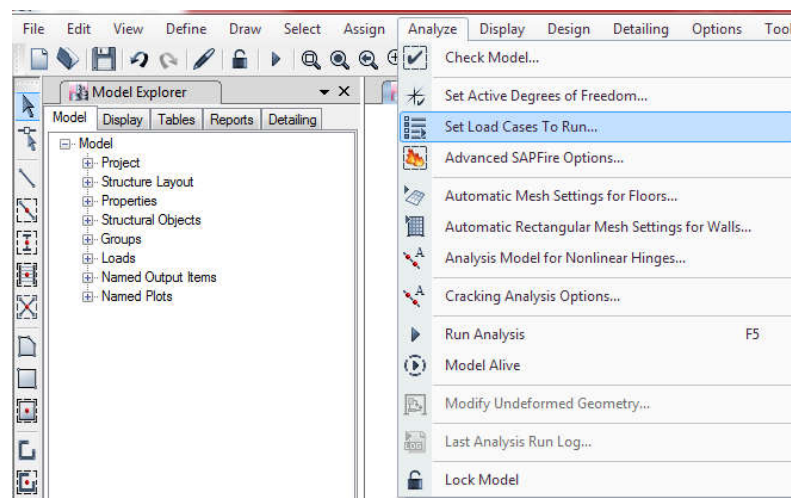 File Edit View Define Draw Select Assign Analyze Display Design Detailing Options Tool
Model Explorer
Model Display Tables Reports Detailing
Model
Project
Structure Layout
Properties
Structural Objects
Groups
Loads
Named Output Items
Named Plots
Check Model...
Set Active Degrees of Freedom...
Set Load Cases To Run...
Advanced SAPFire Options...
Automatic Mesh Settings for Floors...
Automatic Rectangular Mesh Settings for Walls...
Analysis Model for Nonlinear Hinges...
Cracking Analysis Options...
Run Analysis F5
Model Alive
Modify Undeformed Geometry...
Last Analysis Run Log...
Lock Model